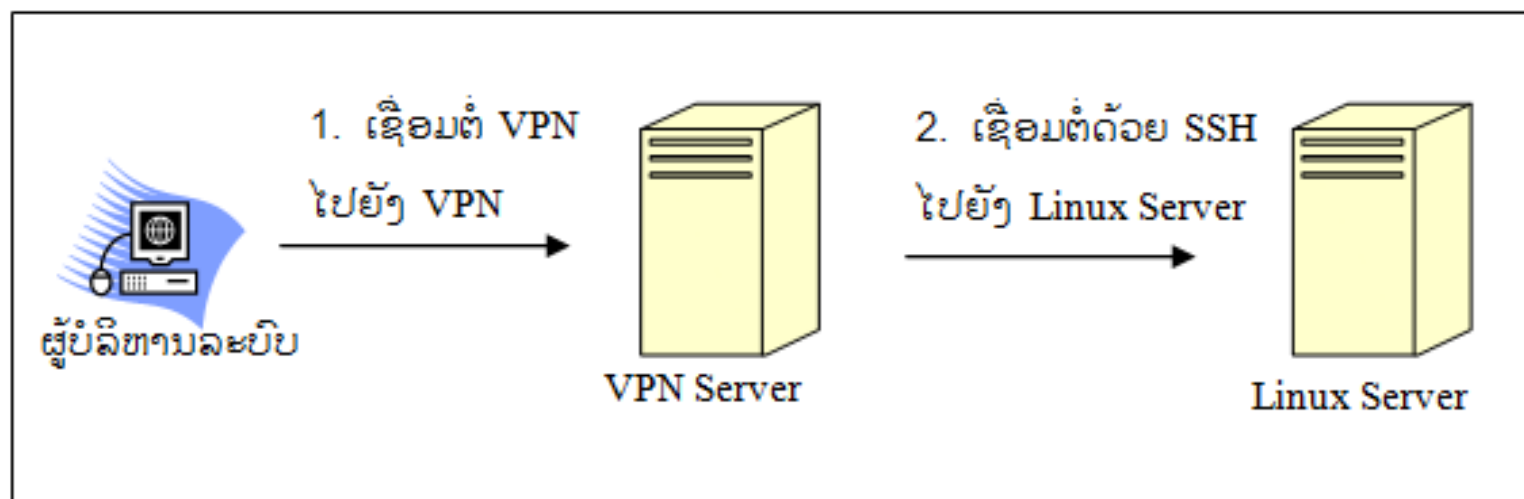 1. ເຊື່ອມຕໍ່ VPN
ໄປຍັງ VPN
2. ເຊື່ອມຕໍ່ດ້ວຍ SSH
ໄປຍັງ Linux Server
ຜູ້ບໍລິຫານລະບົບ
VPN Server
Linux Server